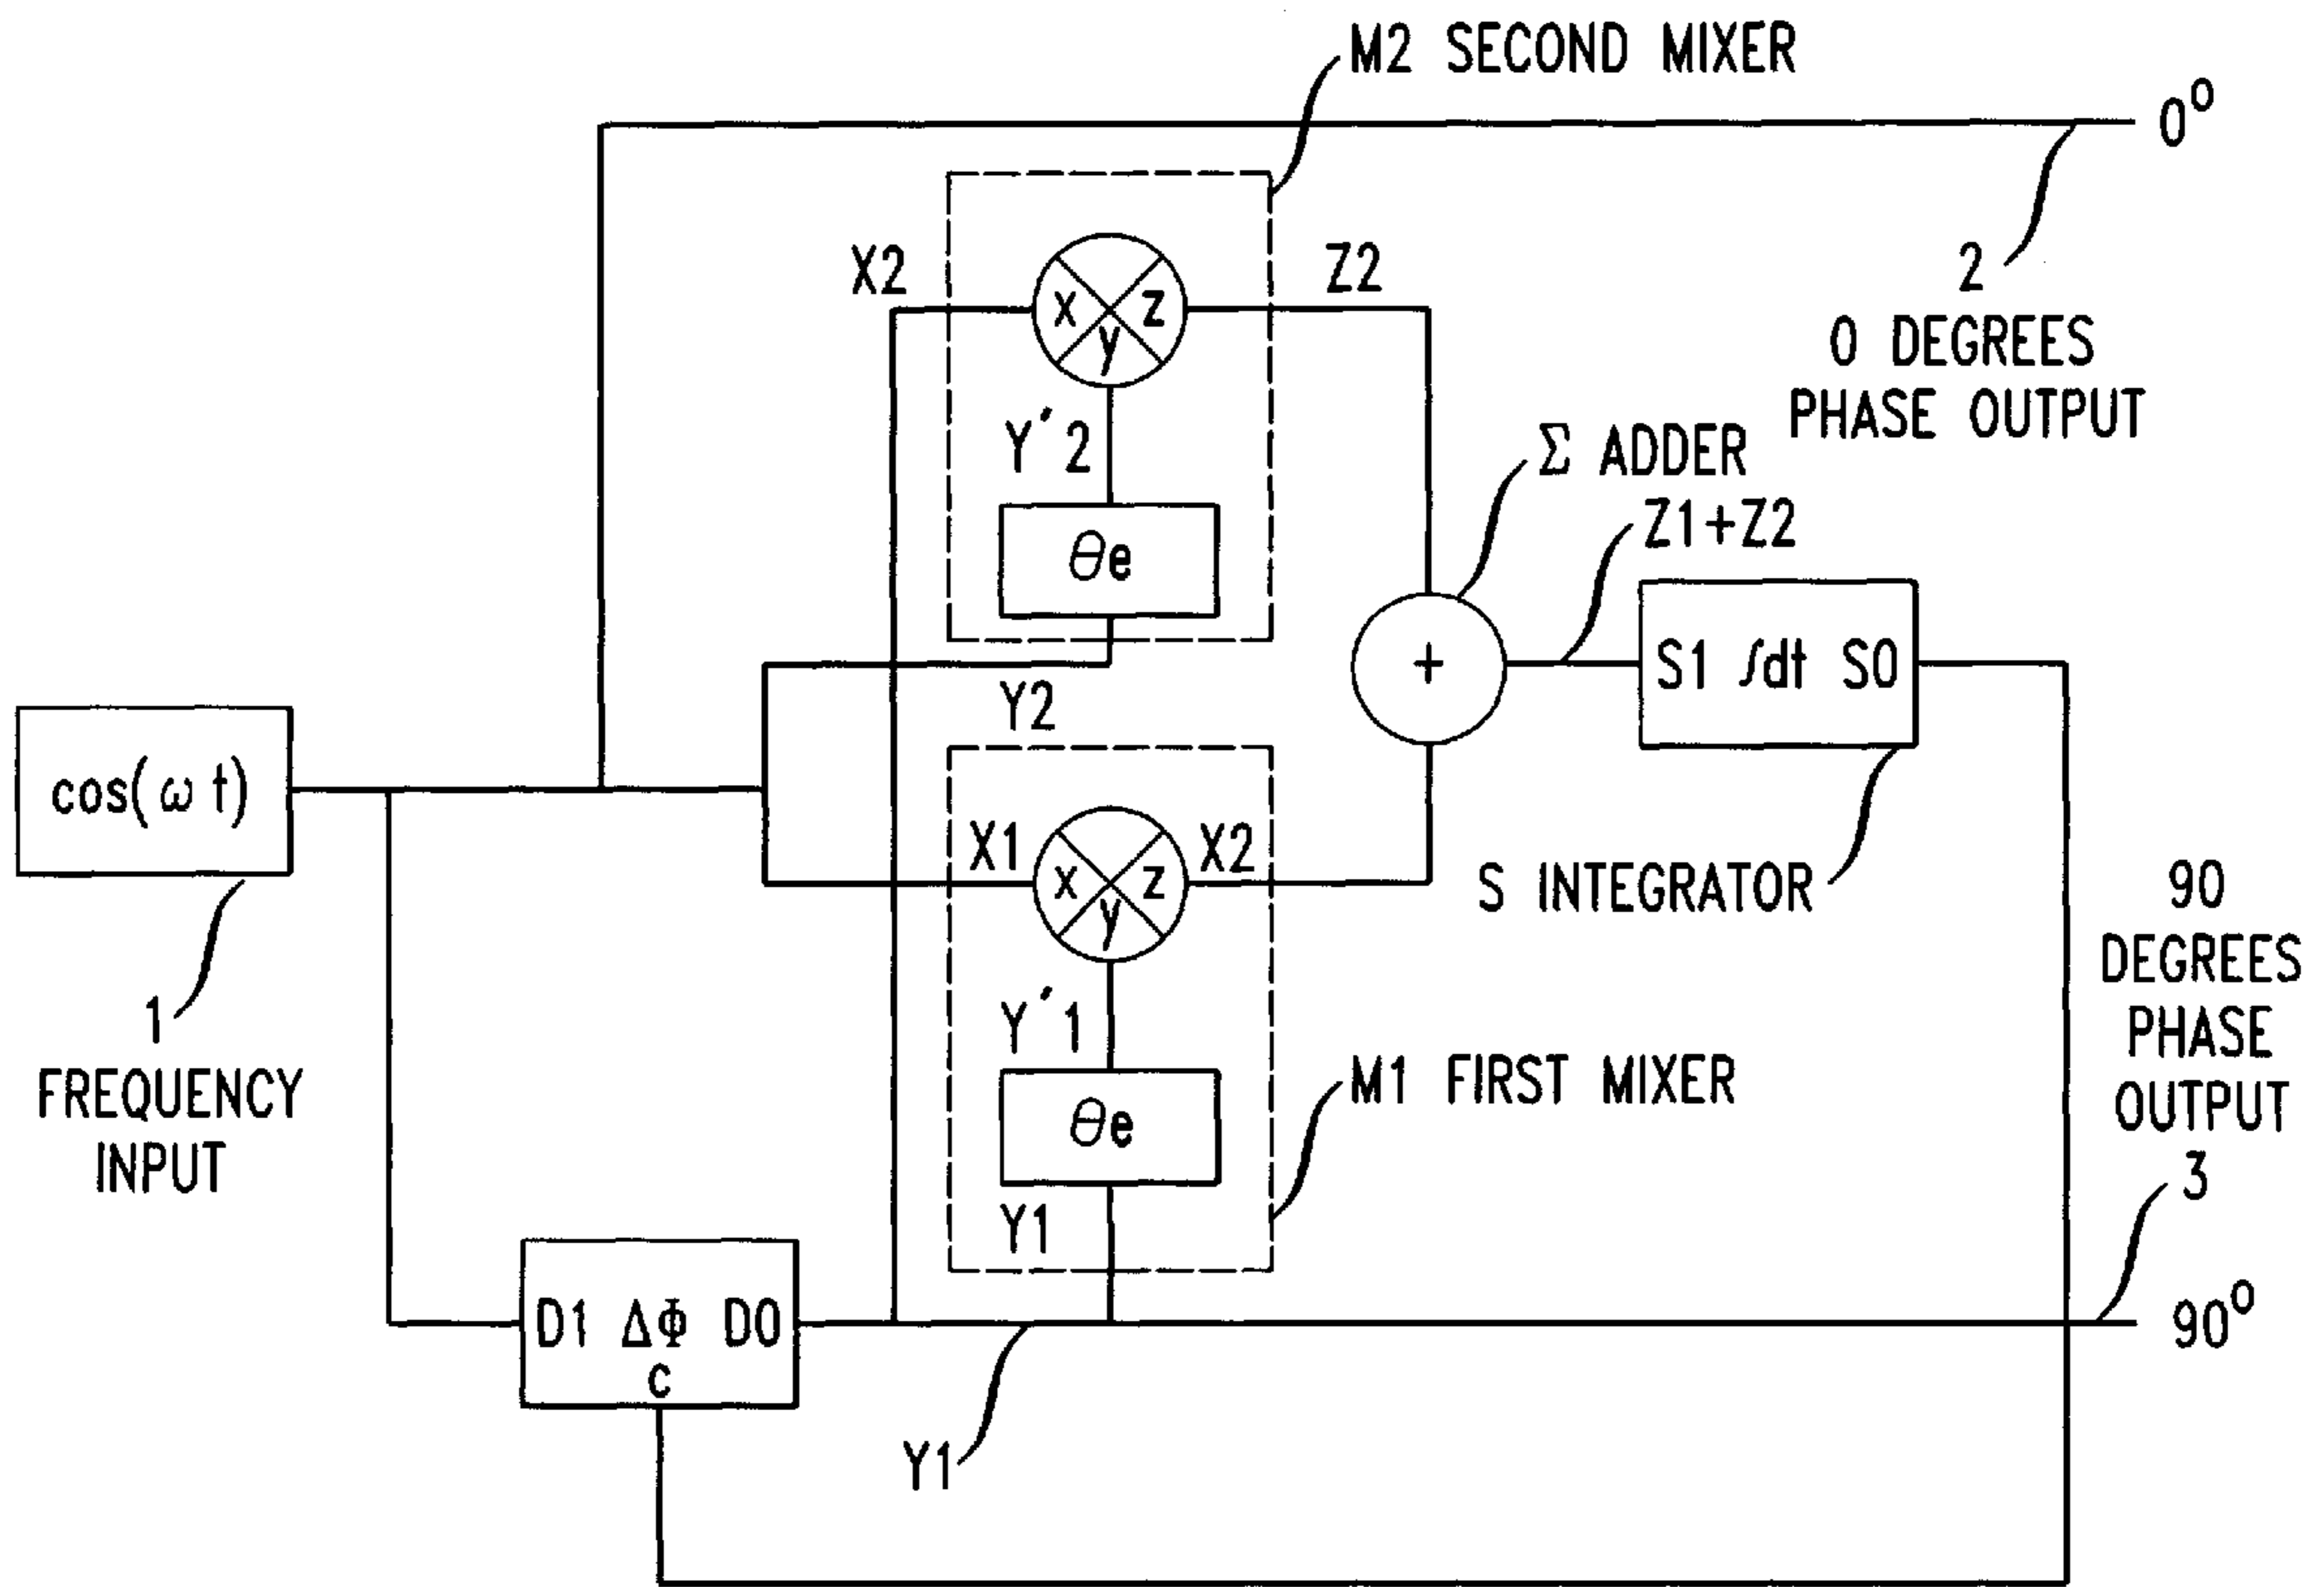 M2 SECOND MIXER
0°
X2
x
z
y
Z2
2
0 DEGREES
PHASE OUTPUT
Y'2
θe
Σ ADDER
Z1+Z2
+
S1 ∫dt S0
Y2
cos(ω t)
X1
x
z
y
X2
S INTEGRATOR
90
DEGREES
PHASE
OUTPUT
3
1
FREQUENCY
INPUT
Y'1
θe
M1 FIRST MIXER
Y1
D1 ΔΦ D0
c
90°
Y1